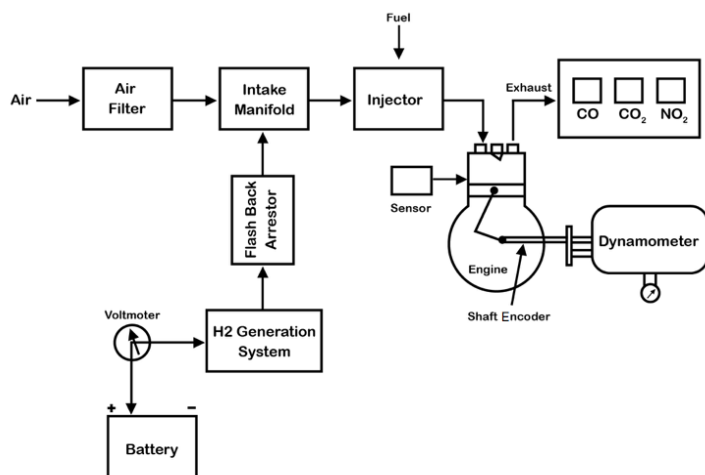 Fuel
Air
Air
Filter
Intake
Manifold
Injector
Exhaust
CO
CO₂
NO₂
Flash Back
Arrestor
Sensor
Engine
Dynamometer
Shaft Encoder
Voltmoter
H2 Generation
System
+
−
Battery